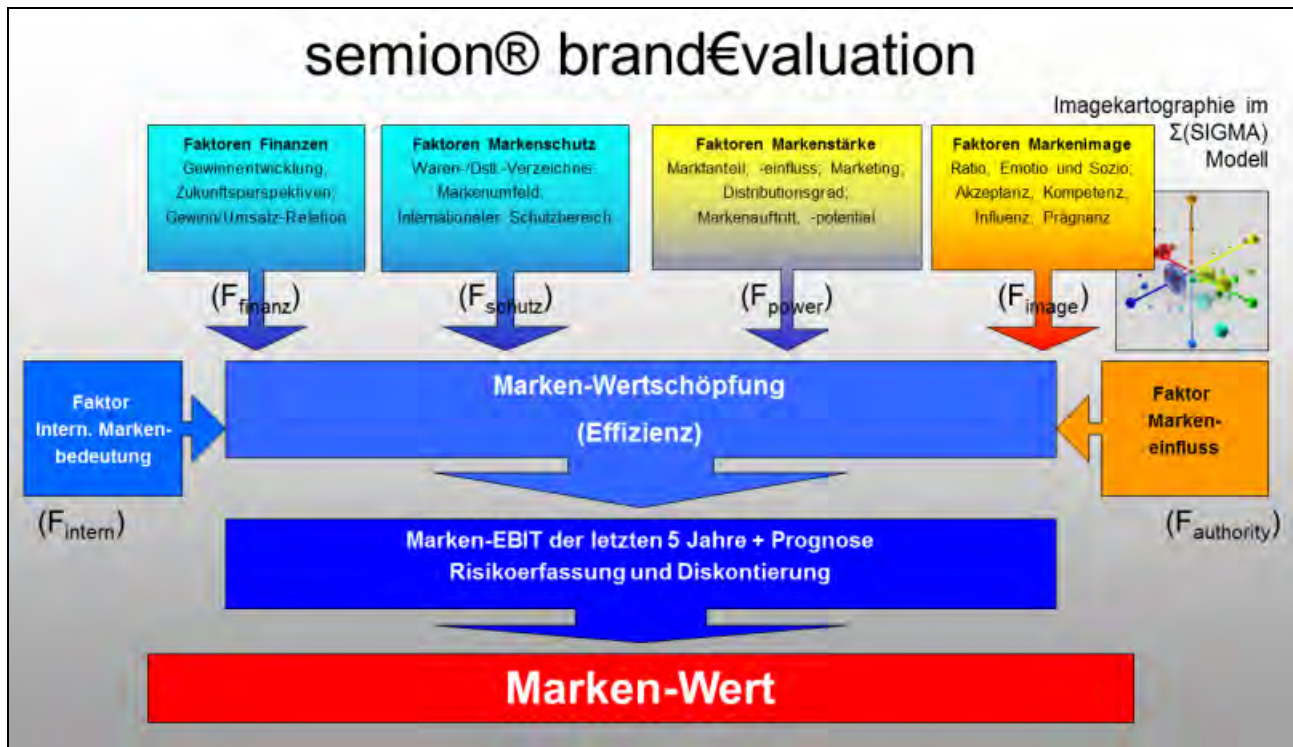 semion® brand€valuation
Imagekartographie im
Σ(SIGMA)
Modell
Faktoren Finanzen
Gewinnentwicklung,
Zukunftsperspektiven,
Gewinn/Umsatz-Relation
Faktoren Markenschutz
Waren-/Dstl.-Verzeichnis
Markenumfeld;
Internationaler Schutzbereich
Faktoren Markenstärke
Marktanteil, -einfluss; Marketing;
Distributionsgrad;
Markenauftritt, -potential
Faktoren Markenimage
Ratio, Emotio und Sozio;
Akzeptanz, Kompetenz,
Influenz, Prägnanz
(Ffinanz)
(Fschutz)
(Fpower)
(Fimage)
Faktor
Intern. Marken-
bedeutung
(Fintern)
Marken-Wertschöpfung
(Effizienz)
Faktor
Marken-
einfluss
(Fauthority)
Marken-EBIT der letzten 5 Jahre + Prognose
Risikoerfassung und Diskontierung
Marken-Wert